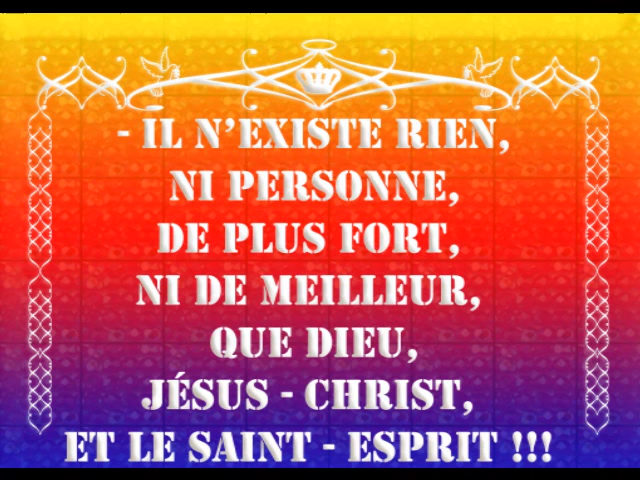 - IL N'EXISTE RIEN,
NI PERSONNE,
DE PLUS FORT,
NI DE MEILLEUR,
QUE DIEU,
JÉSUS - CHRIST,
ET LE SAINT - ESPRIT !!!